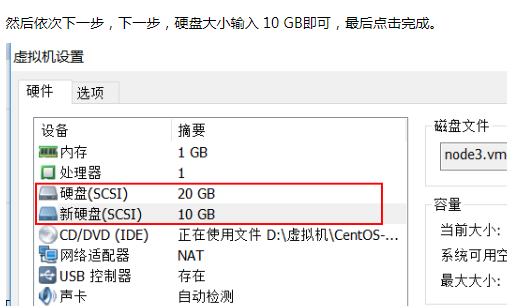 然后依次下一步，下一步，硬盘大小输入 10 GB即可，最后点击完成。
虚拟机设置
硬件 选项
设备 摘要
内存 1 GB
处理器 1
硬盘(SCSI) 20 GB
新硬盘(SCSI) 10 GB
CD/DVD (IDE) 正在使用文件 D:\虚拟机\CentOS-...
网络适配器 NAT
USB 控制器 存在
声卡 自动检测
磁盘文件
node3.vm
容量
当前大小:
系统可用空
最大大小: